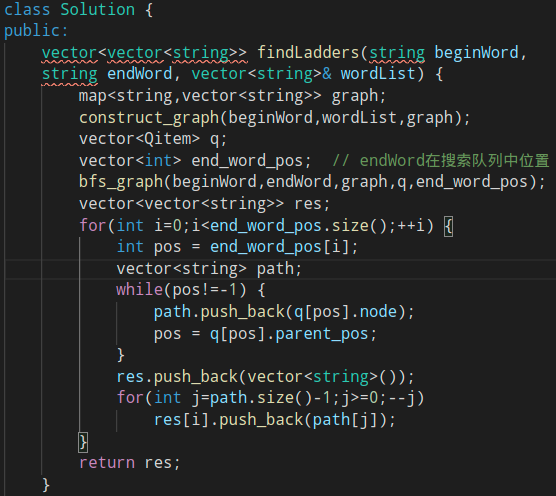 class Solution {
public:
    vector<vector<string>> findLadders(string beginWord,
    string endWord, vector<string>& wordList) {
        map<string,vector<string>> graph;
        construct_graph(beginWord,wordList,graph);
        vector<Qitem> q;
        vector<int> end_word_pos;  // endWord在搜索队列中位置
        bfs_graph(beginWord,endWord,graph,q,end_word_pos);
        vector<vector<string>> res;
        for(int i=0;i<end_word_pos.size();++i) {
            int pos = end_word_pos[i];
            vector<string> path;
            while(pos!=-1) {
                path.push_back(q[pos].node);
                pos = q[pos].parent_pos;
            }
            res.push_back(vector<string>());
            for(int j=path.size()-1;j>=0;--j)
                res[i].push_back(path[j]);
        }
        return res;
    }